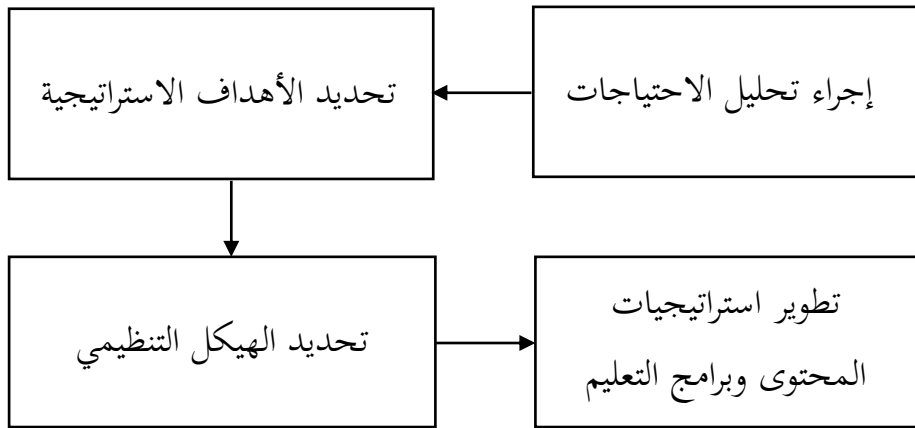 إجراء تحليل الاحتياجات
تحديد الأهداف الاستراتيجية
تحديد الهيكل التنظيمي
تطوير استراتيجيات
المحتوى وبرامج التعليم